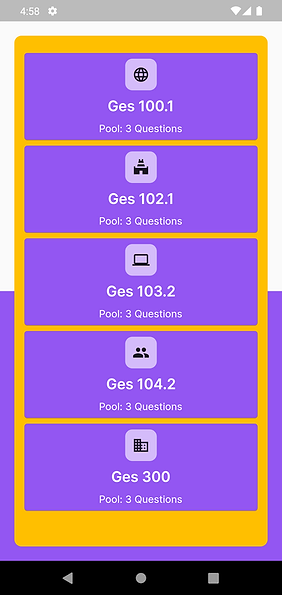 4:58
Ges 100.1
Pool: 3 Questions
Ges 102.1
Pool: 3 Questions
Ges 103.2
Pool: 3 Questions
Ges 104.2
Pool: 3 Questions
Ges 300
Pool: 3 Questions